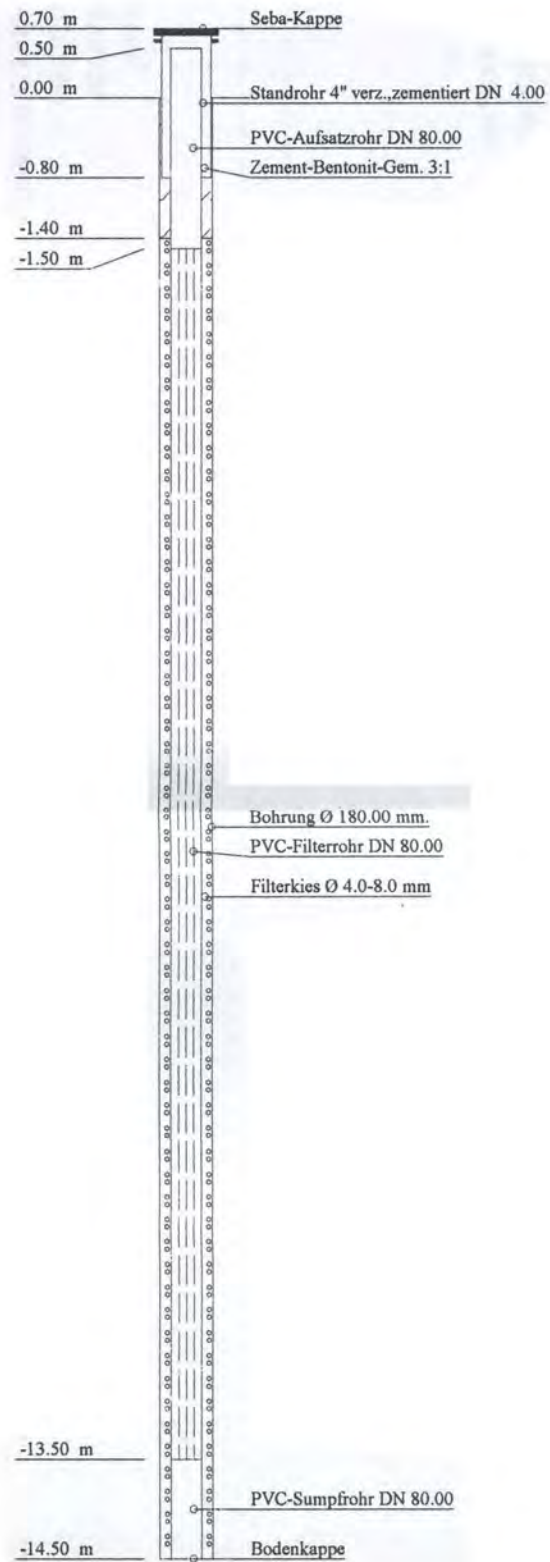 0.70 m
Seba-Kappe
0.50 m
0.00 m
Standrohr 4" verz.,zementiert DN 4.00
PVC-Aufsatzrohr DN 80.00
-0.80 m
Zement-Bentonit-Gem. 3:1
-1.40 m
-1.50 m
Bohrung Ø 180.00 mm.
PVC-Filterrohr DN 80.00
Filterkies Ø 4.0-8.0 mm
-13.50 m
PVC-Sumpfrohr DN 80.00
-14.50 m
Bodenkappe